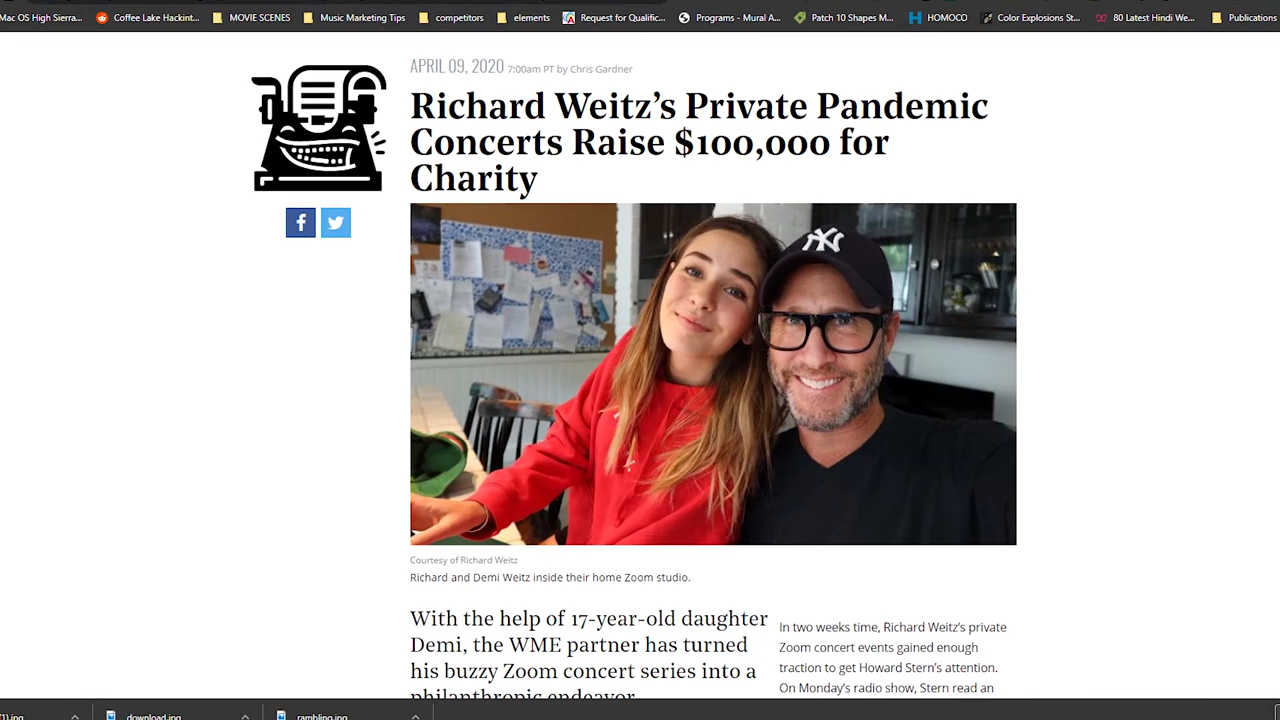 Mac OS High Sierra...
Coffee Lake Hackint...
MOVIE SCENES
Music Marketing Tips
competitors
elements
Request for Qualific...
Programs - Mural A...
Patch 10 Shapes M...
HOMOCO
Color Explosions St...
80 Latest Hindi We...
Publications
APRIL 09, 2020 7:00am PT by Chris Gardner
Richard Weitz’s Private Pandemic
Concerts Raise $100,000 for
Charity
NY
Courtesy of Richard Weitz
Richard and Demi Weitz inside their home Zoom studio.
With the help of 17-year-old daughter
Demi, the WME partner has turned
his buzzy Zoom concert series into a
philanthropic endeavor
In two weeks time, Richard Weitz’s private
Zoom concert events gained enough
traction to get Howard Stern’s attention.
On Monday’s radio show, Stern read an
(1).jpg
download.jpg
rambling.jpg